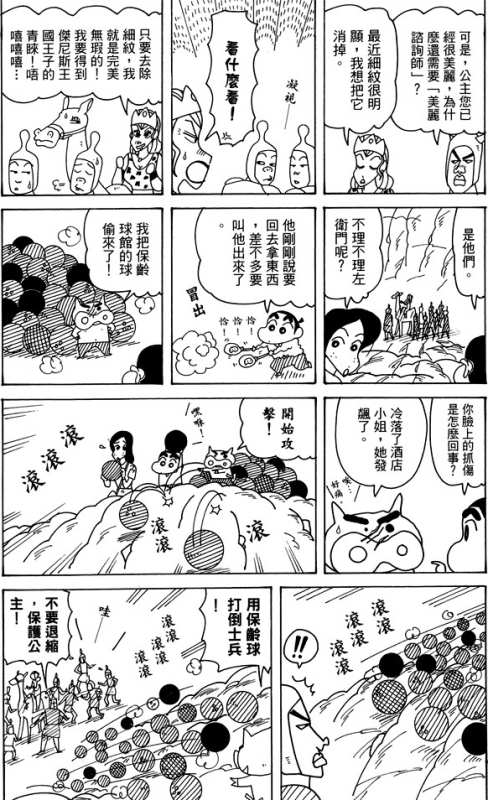 可是，公主您已
經很美麗，為什
麼還需要「美麗
諮詢師」？
最近細紋很明
顯，我想把它
消掉。
看什麼看！
凝視…
只要去除
細紋，我
就是完美
無瑕的！
我要得到
傑尼斯王
國王子的
青睞！唔
嘻嘻嘻…
是他們。
不理不理左
衛門呢？
他剛剛說要
回去拿東西
，差不多要
叫他出來了
。
冒出
伶！
伶！
我把保齡
球館的球
偷來了！
你臉上的抓傷
是怎麼回事？
冷落了酒店
小姐，她發
飆了。
好痛。
開始攻
擊！
滾
滾
滾
滾
滾
滾
滾
滾
滾
滾
滾
!!
用保齡球
打倒士兵
！
滾
滾
滾
滾
滾
哇
不要退縮
，保護公
主！